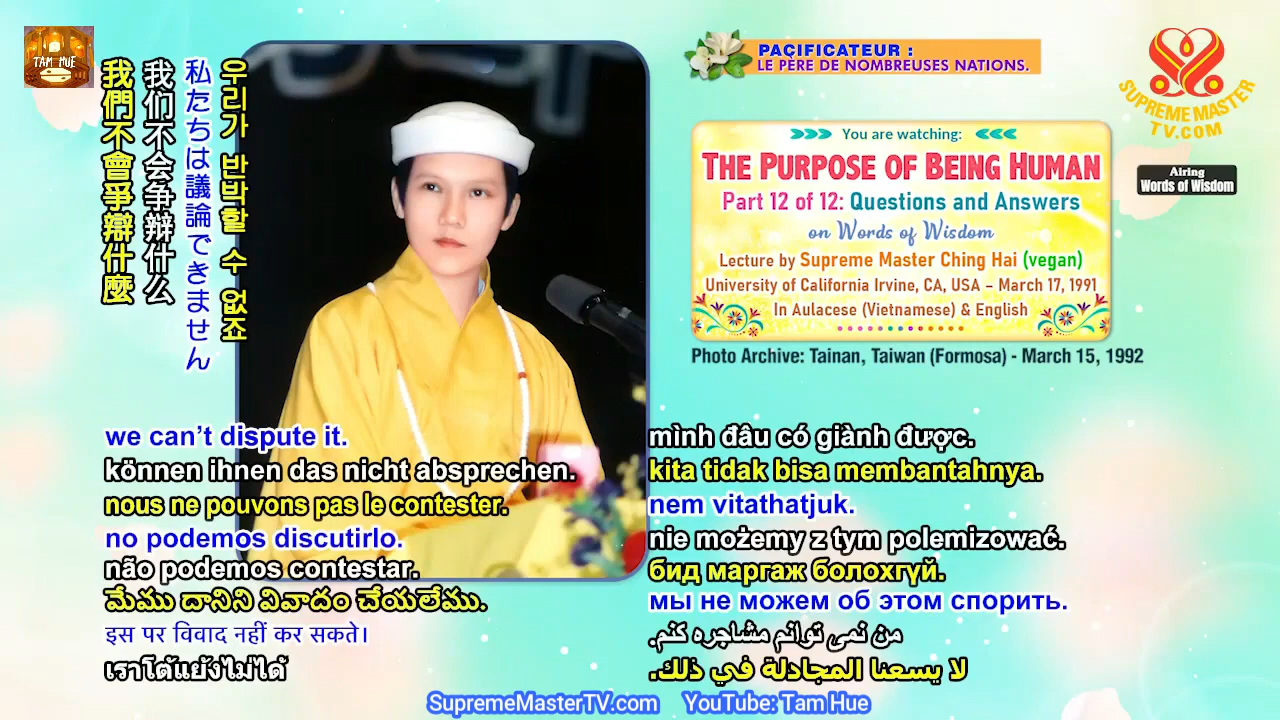 TAM HUE
我們不會爭辯什麼
我们不会争辩什么
私たちは議論できません
우리가 반박할 수 없죠
PACIFICATEUR :
LE PÈRE DE NOMBREUSES NATIONS.
SUPREME MASTER
TV.COM
You are watching:
THE PURPOSE OF BEING HUMAN
Part 12 of 12: Questions and Answers
on Words of Wisdom
Lecture by Supreme Master Ching Hai (vegan)
University of California Irvine, CA, USA – March 17, 1991
In Aulacese (Vietnamese) & English
Airing
Words of Wisdom
Photo Archive: Tainan, Taiwan (Formosa) - March 15, 1992
we can’t dispute it.
können ihnen das nicht absprechen.
nous ne pouvons pas le contester.
no podemos discutirlo.
não podemos contestar.
మేము దానిని వివాదం చేయలేము.
इस पर विवाद नहीं कर सकते।
เราโต้แย้งไม่ได้
mình đâu có giành được.
kita tidak bisa membantahnya.
nem vitathatjuk.
nie możemy z tym polemizować.
бид маргаж болохгүй.
мы не можем об этом спорить.
من نمی توانم مشاجره کنم.
لا يسعنا المجادلة في ذلك.
SupremeMasterTV.com YouTube: Tam Hue